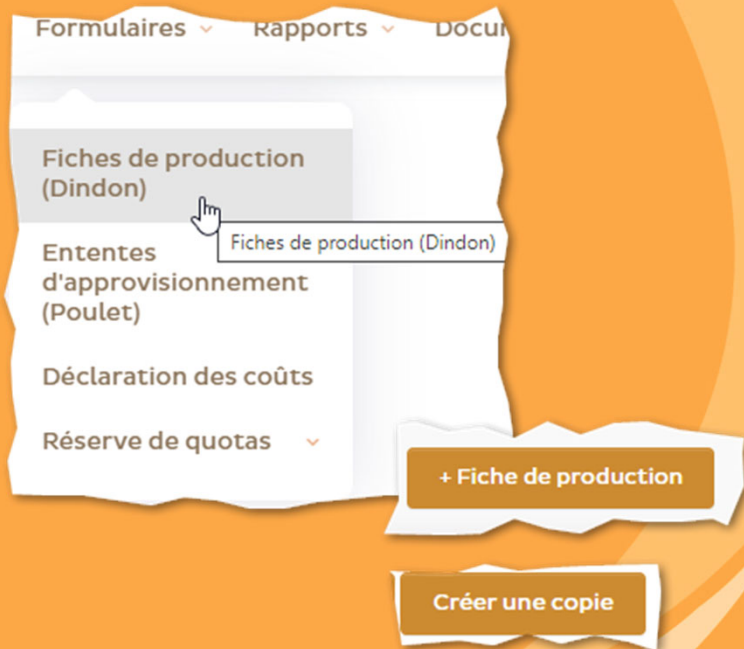 Formulaires Rapports
Fiches de production
(Dindon)
Fiches de production (Dindon)
Ententes
d'approvisionnement
(Poulet)
Déclaration des coûts
Réserve de quotas
+ Fiche de production
Créer une copie